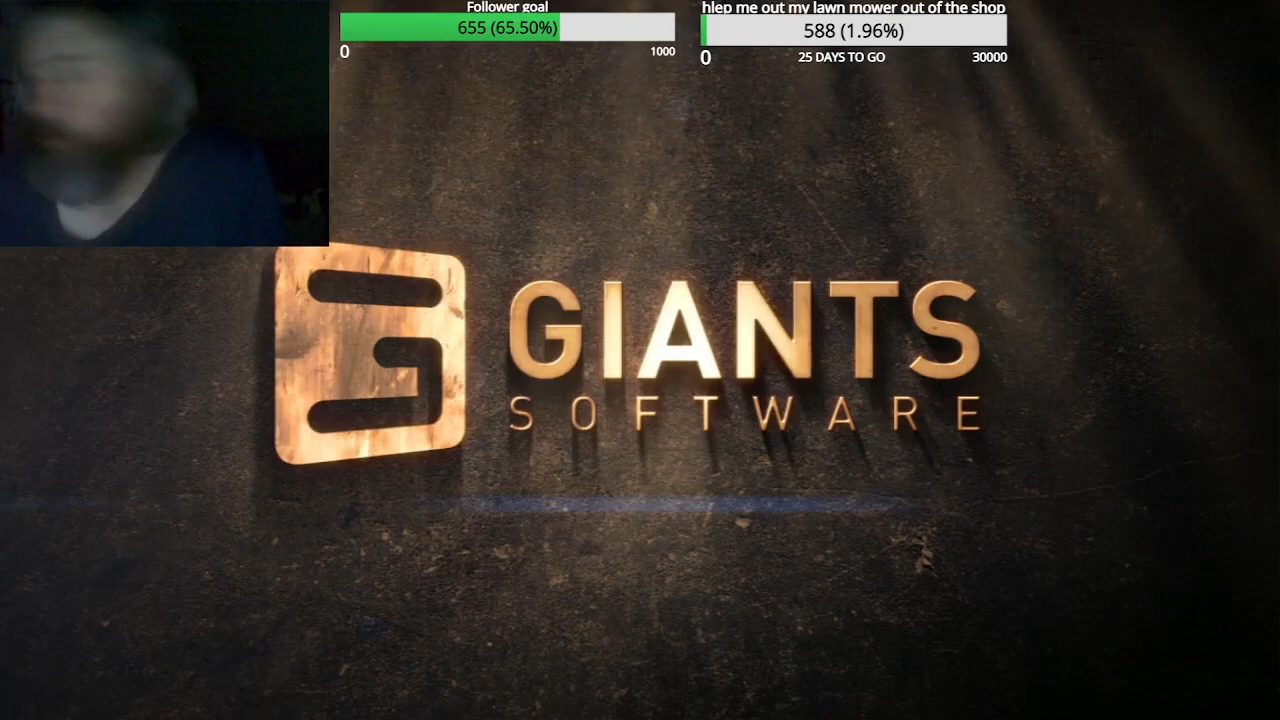 Follower goal
655 (65.50%)
0
1000
hlep me out my lawn mower out of the shop
588 (1.96%)
0
25 DAYS TO GO
30000
GIANTS
SOFTWARE